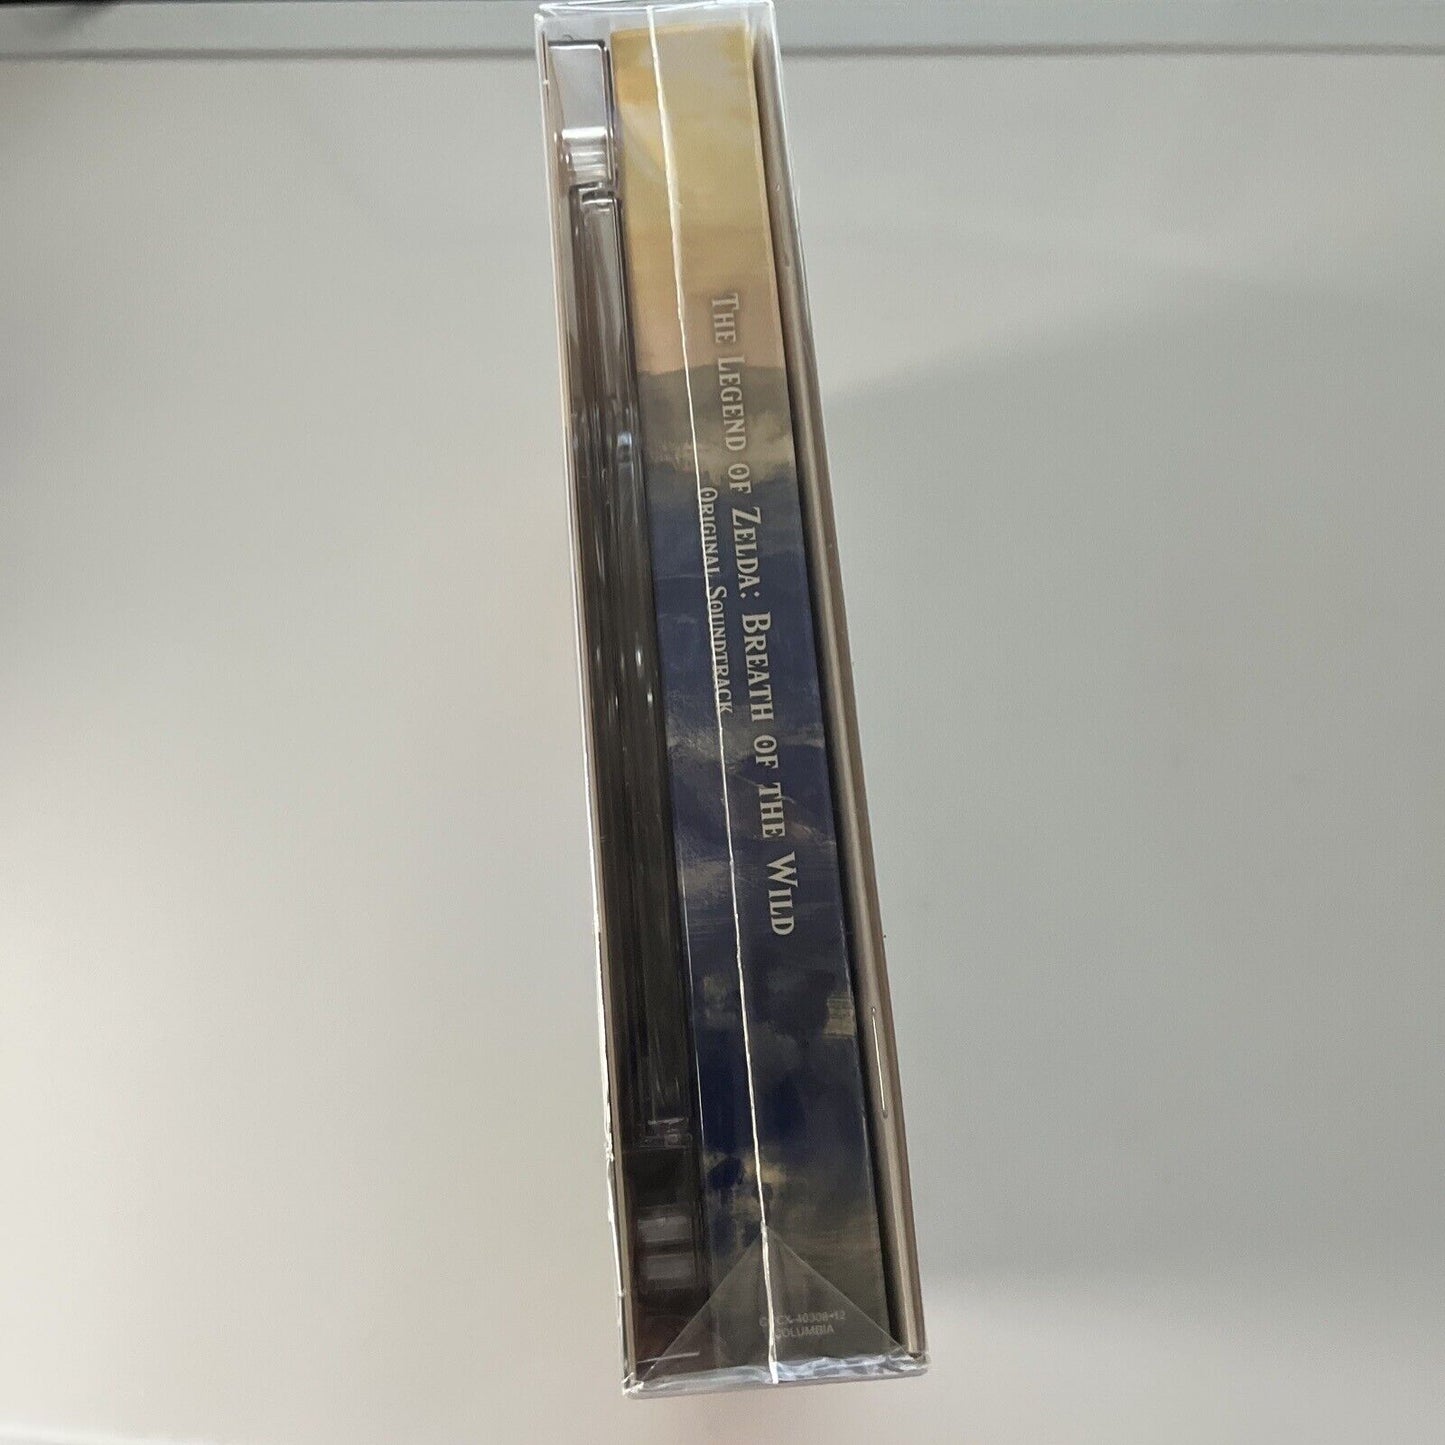 The Legend of Zelda: Breath of the Wild
Original Soundtrack
COLUMBIA